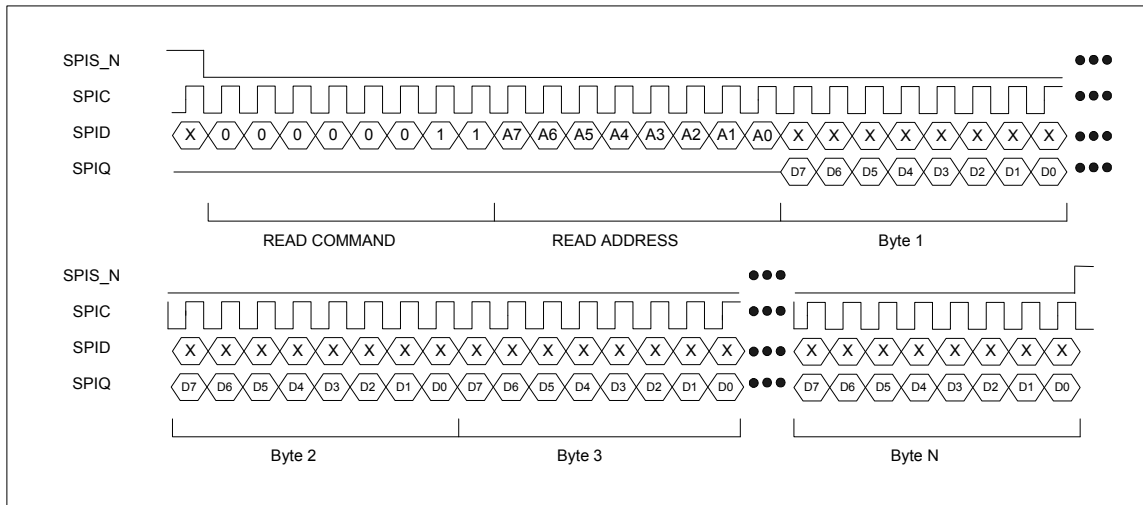 SPIS_N
SPIC
SPID X 0 0 0 0 0 0 1 1 A7 A6 A5 A4 A3 A2 A1 A0 X X X X X X X X
SPIQ D7 D6 D5 D4 D3 D2 D1 D0
READ COMMAND READ ADDRESS Byte 1
SPIS_N
SPIC
SPID X X X X X X X X X X X X X X X X X X X X X X X X
SPIQ D7 D6 D5 D4 D3 D2 D1 D0 D7 D6 D5 D4 D3 D2 D1 D0 D7 D6 D5 D4 D3 D2 D1 D0
Byte 2 Byte 3 Byte N